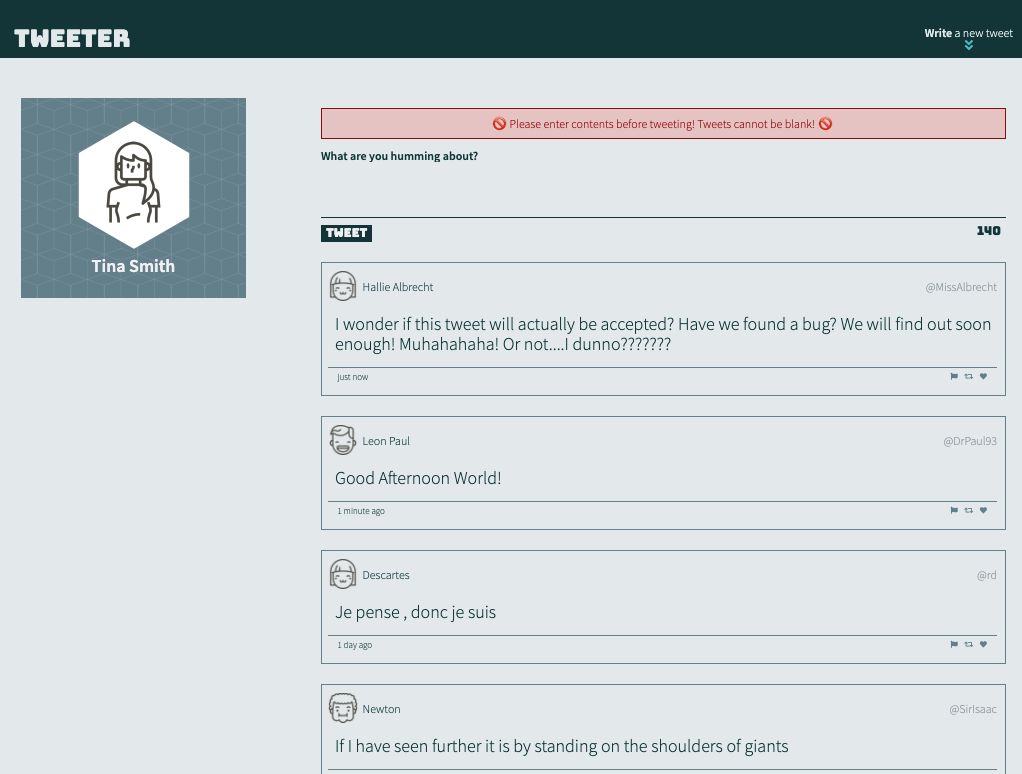 TWEETER
Write a new tweet
Tina Smith
🚫 Please enter contents before tweeting! Tweets cannot be blank! 🚫
What are you humming about?
TWEET
140
Hallie Albrecht
@MissAlbrecht
I wonder if this tweet will actually be accepted? Have we found a bug? We will find out soon
enough! Muhahahaha! Or not....I dunno???????
just now
Leon Paul
@DrPaul93
Good Afternoon World!
1 minute ago
Descartes
@rd
Je pense , donc je suis
1 day ago
Newton
@SirIsaac
If I have seen further it is by standing on the shoulders of giants